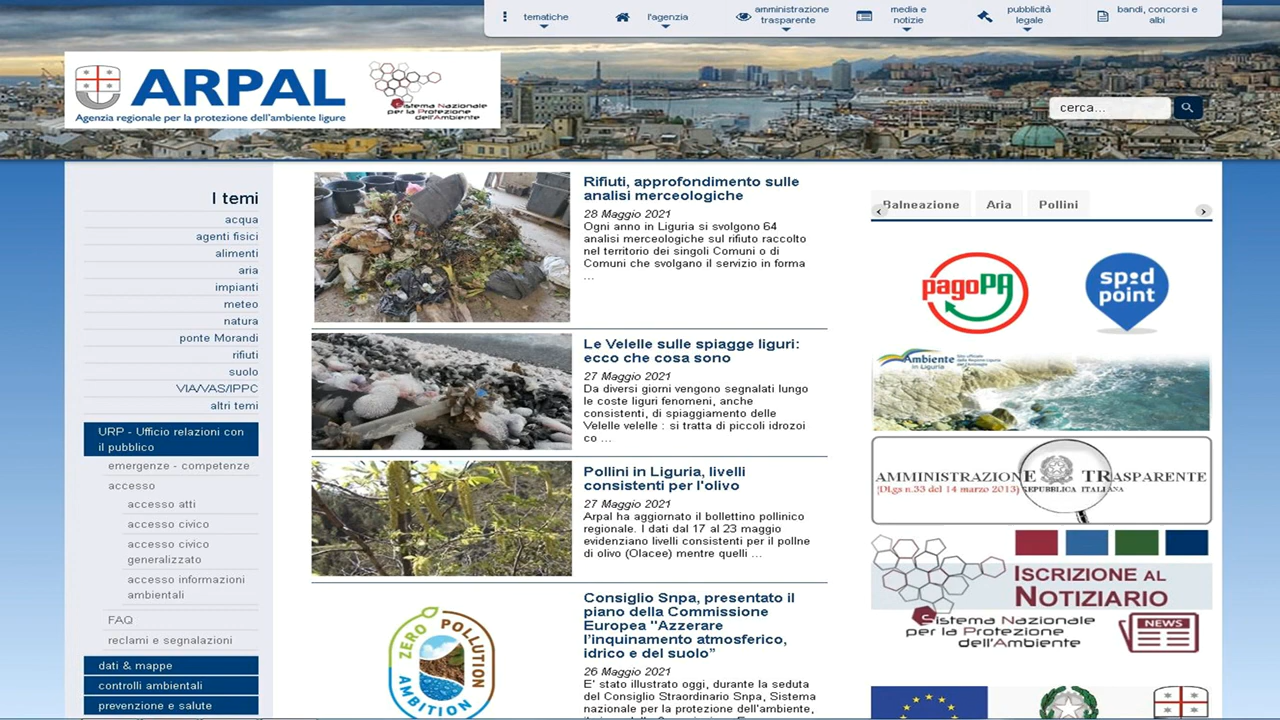 tematiche
l'agenzia
amministrazione
trasparente
media e
notizie
pubblicità
legale
bandi, concorsi e
albi
ARPAL
Agenzia regionale per la protezione dell'ambiente ligure
Sistema Nazionale
per la Protezione
dell'Ambiente
cerca...
I temi
acqua
agenti fisici
alimenti
aria
impianti
meteo
natura
ponte Morandi
rifiuti
suolo
VIA/VAS/IPPC
altri temi
URP - Ufficio relazioni con
il pubblico
emergenze - competenze
accesso
accesso atti
accesso civico
accesso civico
generalizzato
accesso informazioni
ambientali
FAQ
reclami e segnalazioni
dati & mappe
controlli ambientali
prevenzione e salute
Rifiuti, approfondimento sulle
analisi merceologiche
28 Maggio 2021
Ogni anno in Liguria si svolgono 64
analisi merceologiche sul rifiuto raccolto
nel territorio dei singoli Comuni o di
Comuni che svolgano il servizio in forma
...
Le Velelle sulle spiagge liguri:
ecco che cosa sono
27 Maggio 2021
Da diversi giorni vengono segnalati lungo
le coste liguri fenomeni, anche
consistenti, di spiaggiamento delle
Velelle velelle : si tratta di piccoli idrozoi
co ...
Pollini in Liguria, livelli
consistenti per l'olivo
27 Maggio 2021
Arpal ha aggiornato il bollettino pollinico
regionale. I dati dal 17 al 23 maggio
evidenziano livelli consistenti per il pollne
di olivo (Olacee) mentre quelli ...
ZERO POLLUTION
AMBITION
Consiglio Snpa, presentato il
piano della Commissione
Europea "Azzerare
l'inquinamento atmosferico,
idrico e del suolo”
26 Maggio 2021
E' stato illustrato oggi, durante la seduta
del Consiglio Straordinario Snpa, Sistema
nazionale per la protezione dell'ambiente,
Balneazione
Aria
Pollini
pagoPA
spid
point
Ambiente
in Liguria
AMMINISTRAZIONE TRASPARENTE
(Dlgs n.33 del 14 marzo 2013) REPUBBLICA ITALIANA
ISCRIZIONE AL
NOTIZIARIO
Sistema Nazionale
per la Protezione
dell'Ambiente
NEWS